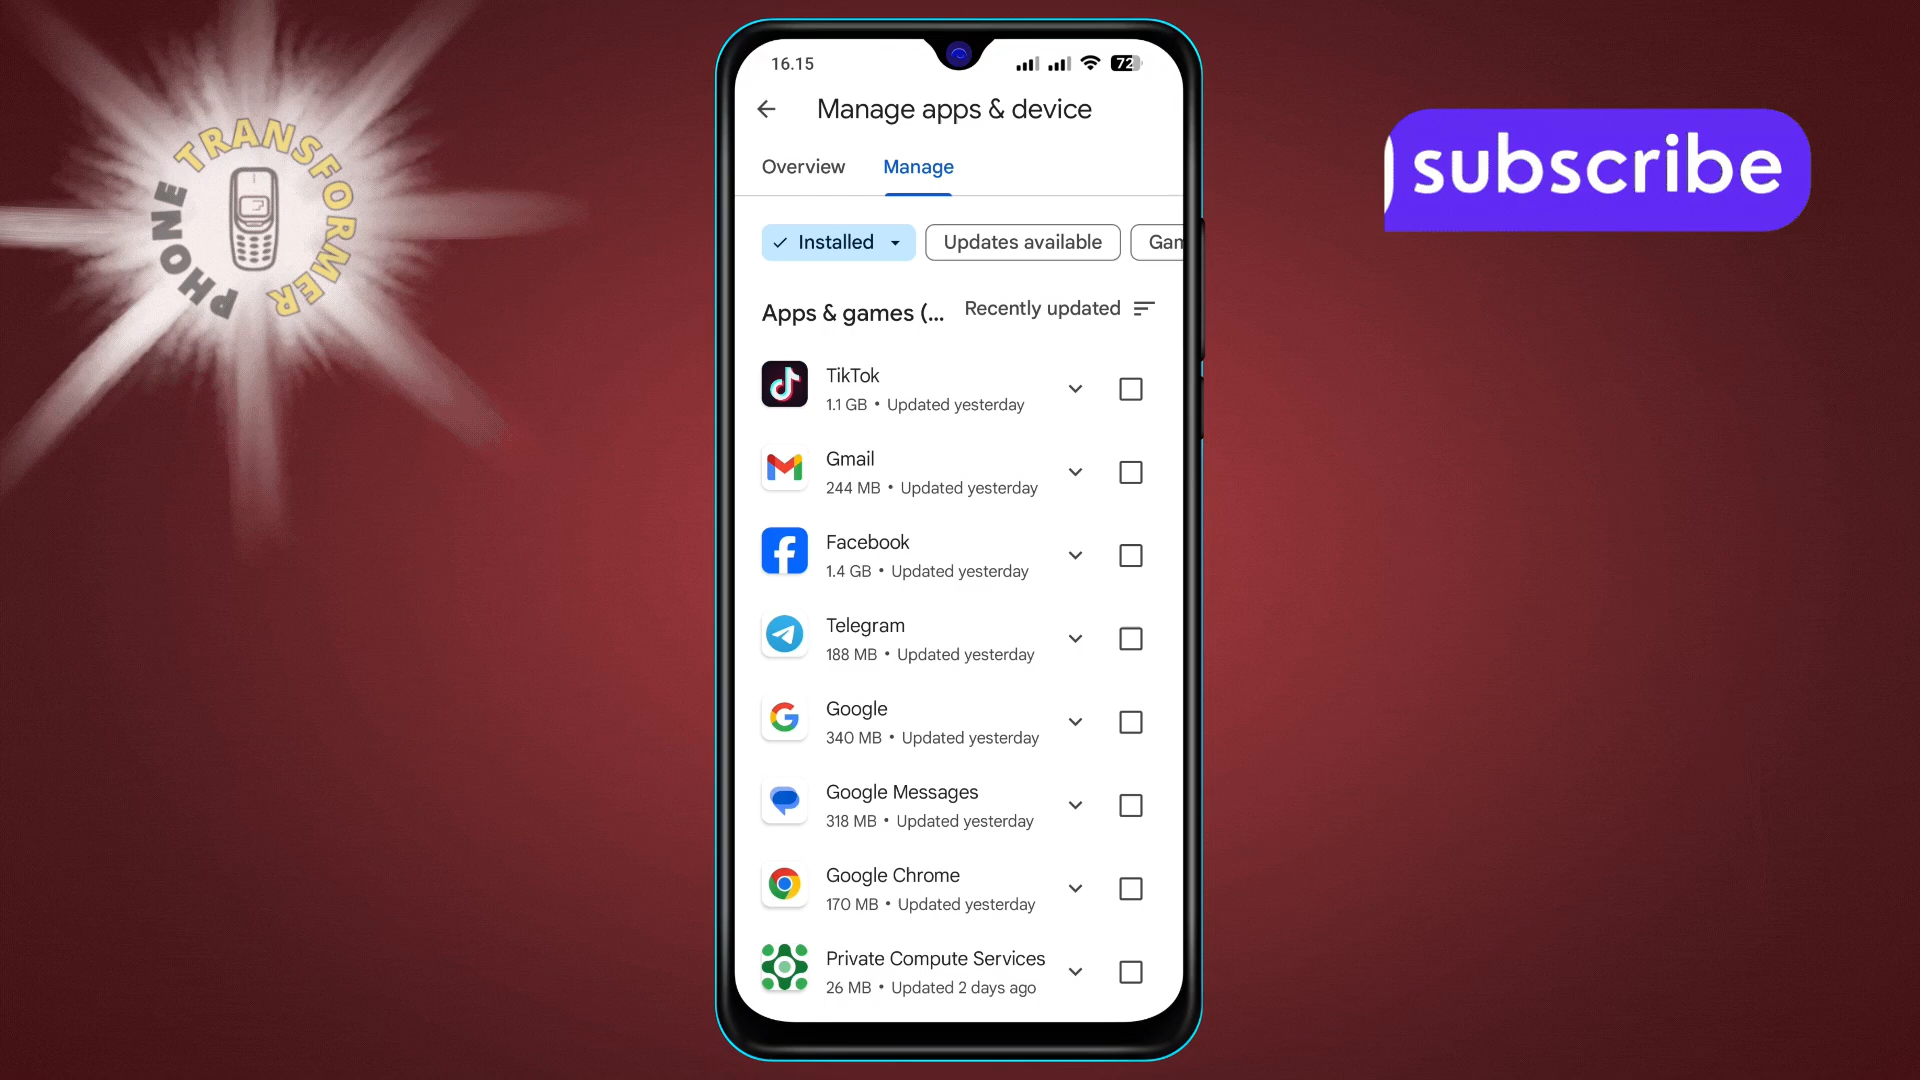 PHONE TRANSFORMER
subscribe
16.15
72
Manage apps & device
Overview
Manage
Installed
Updates available
Gam
Apps & games (...
Recently updated
TikTok
1.1 GB • Updated yesterday
Gmail
244 MB • Updated yesterday
Facebook
1.4 GB • Updated yesterday
Telegram
188 MB • Updated yesterday
Google
340 MB • Updated yesterday
Google Messages
318 MB • Updated yesterday
Google Chrome
170 MB • Updated yesterday
Private Compute Services
26 MB • Updated 2 days ago